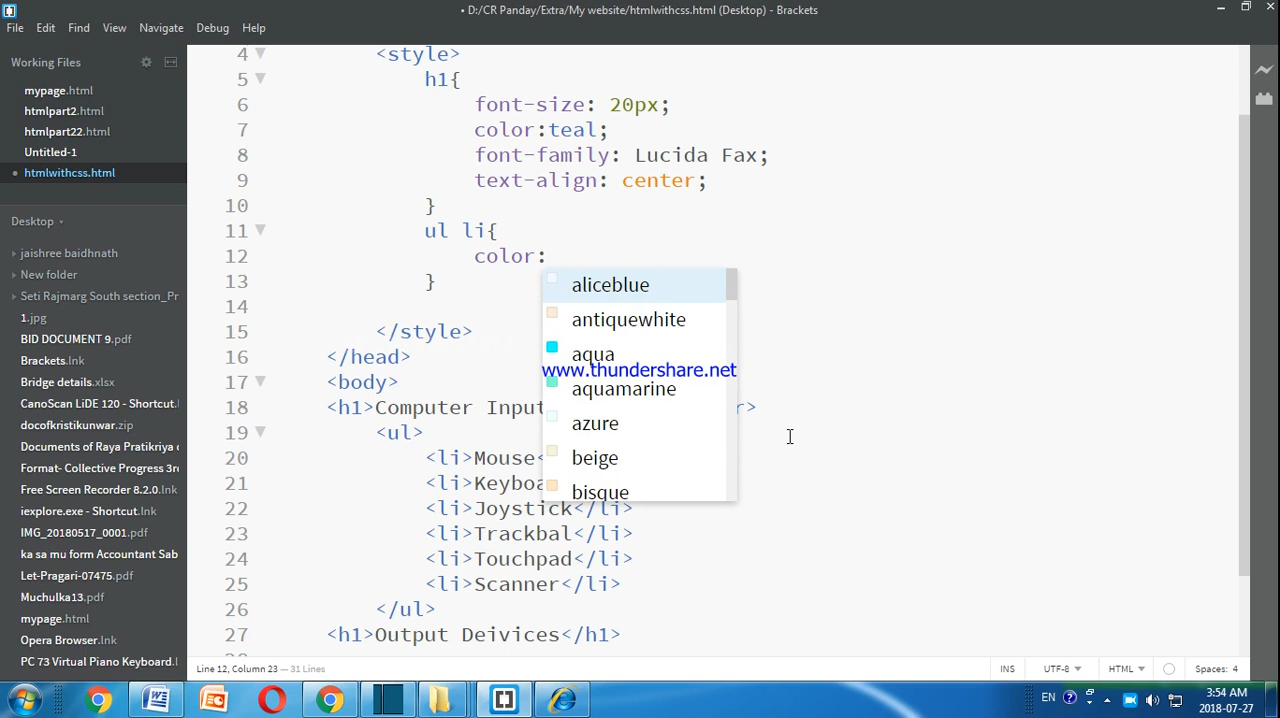 • D:/CR Panday/Extra/My website/htmlwithcss.html (Desktop) - Brackets
File Edit Find View Navigate Debug Help
Working Files
mypage.html
htmlpart2.html
htmlpart22.html
Untitled-1
• htmlwithcss.html
Desktop
jaishree baidhnath
New folder
Seti Rajmarg South section_Pr
1.jpg
BID DOCUMENT 9.pdf
Brackets.lnk
Bridge details.xlsx
CanoScan LiDE 120 - Shortcut.
docofkristikunwar.zip
Documents of Raya Pratikriya
Format- Collective Progress 3r
Free Screen Recorder 8.2.0.lnk
iexplore.exe - Shortcut.lnk
IMG_20180517_0001.pdf
ka sa mu form Accountant Sab
Let-Pragari-07475.pdf
Muchulka13.pdf
mypage.html
Opera Browser.lnk
PC 73 Virtual Piano Keyboard.l
4 <style>
5 h1{
6 font-size: 20px;
7 color:teal;
8 font-family: Lucida Fax;
9 text-align: center;
10 }
11 ul li{
12 color:
13 }
14
15 </style>
16 </head>
17 <body>
18 <h1>Computer Input r>
19 <ul>
20 <li>Mouse<
21 <li>Keyboa
22 <li>Joystick</li>
23 <li>Trackbal</li>
24 <li>Touchpad</li>
25 <li>Scanner</li>
26 </ul>
27 <h1>Output Deivices</h1>
aliceblue
antiquewhite
aqua
www.thundershare.net
aquamarine
azure
beige
bisque
Line 12, Column 23 — 31 Lines
INS UTF-8 HTML Spaces: 4
EN
3:54 AM
2018-07-27